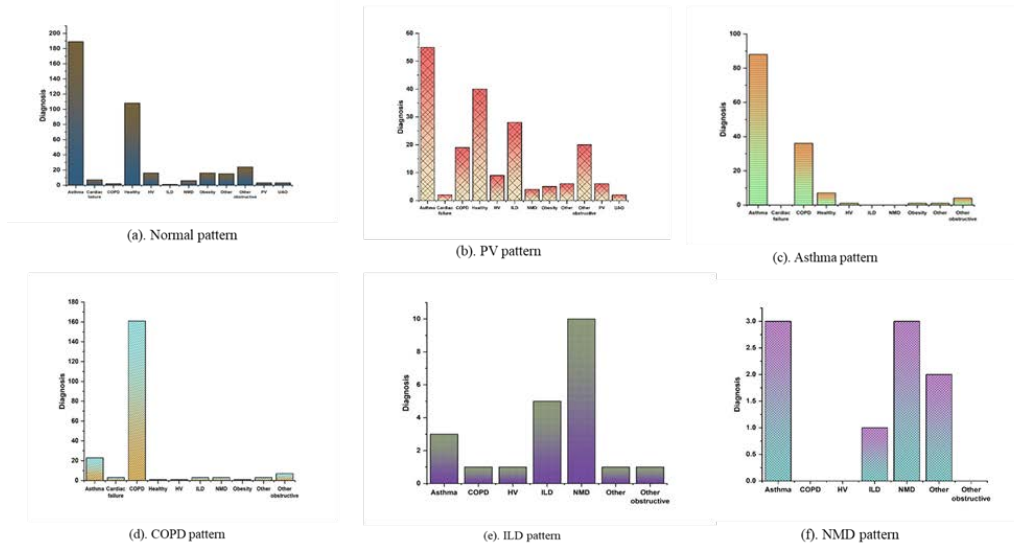 200
180
160
140
120
100
80
60
40
20
0
Diagnosis
Asthma Cardiac failure COPD Healthy HV ILD NMD Obesity Other Other obstructive PV UAO
(a). Normal pattern
60
50
40
30
20
10
0
Diagnosis
Asthma Cardiac failure COPD Healthy HV ILD NMD Obesity Other Other obstructive PV UAO
(b). PV pattern
100
80
60
40
20
0
Diagnosis
Asthma Cardiac failure COPD Healthy HV ILD NMD Obesity Other Other obstructive
(c). Asthma pattern
180
160
140
120
100
80
60
40
20
0
Diagnosis
Asthma Cardiac failure COPD Healthy HV ILD NMD Obesity Other Other obstructive
(d). COPD pattern
10
8
6
4
2
0
Diagnosis
Asthma COPD HV ILD NMD Other Other obstructive
(e). ILD pattern
3.0
2.5
2.0
1.5
1.0
0.5
0.0
Diagnosis
Asthma COPD HV ILD NMD Other Other obstructive
(f). NMD pattern